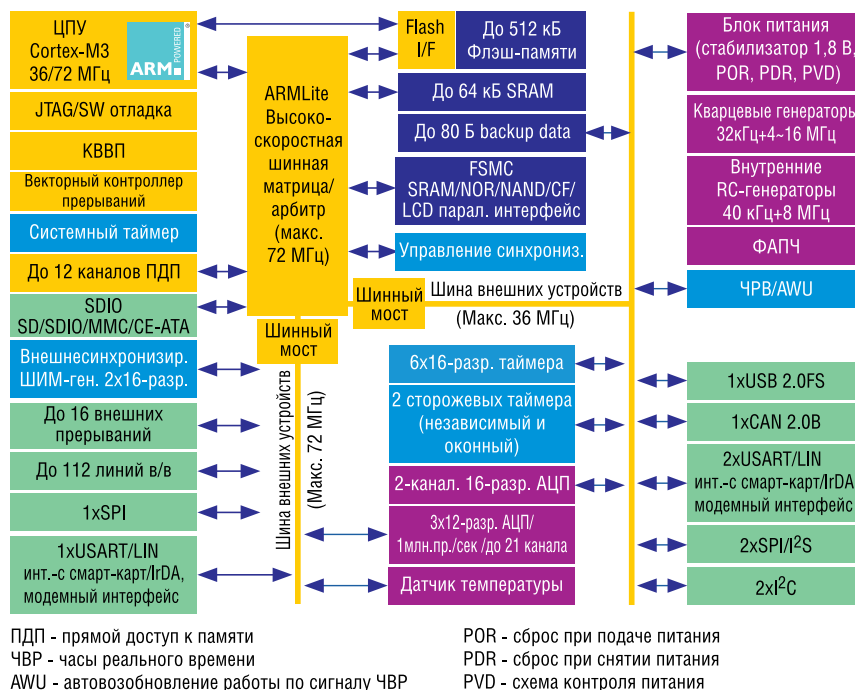 ЦПУ
Cortex-M3
36/72 МГц
ARM POWERED
®
JTAG/SW отладка
КВВП
Векторный контроллер
прерываний
Системный таймер
До 12 каналов ПДП
SDIO
SD/SDIO/MMC/CE-ATA
Внешнесинхронизир.
ШИМ-ген. 2х16-разр.
До 16 внешних
прерываний
До 112 линий в/в
1xSPI
1xUSART/LIN
инт.-с смарт-карт/IrDA,
модемный интерфейс
ARMLite
Высоко-
скоростная
шинная
матрица/
арбитр
(макс.
72 МГц)
Шинный
мост
Шина внешних устройств
(Макс. 72 МГц)
Flash
I/F
До 512 кБ
Флэш-памяти
До 64 кБ SRAM
До 80 Б backup data
FSMC
SRAM/NOR/NAND/CF/
LCD парал. интерфейс
Управление синхрониз.
Шинный
мост
Шина внешних устройств
(Макс. 36 МГц)
6х16-разр. таймера
2 сторожевых таймера
(независимый и
оконный)
2-канал. 16-разр. АЦП
3х12-разр. АЦП/
1млн.пр./сек /до 21 канала
Датчик температуры
Блок питания
(стабилизатор 1,8 В,
POR, PDR, PVD)
Кварцевые генераторы
32кГц+4~16 МГц
Внутренние
RC-генераторы
40 кГц+8 МГц
ФАПЧ
ЧРВ/AWU
1xUSB 2.0FS
1xCAN 2.0B
2xUSART/LIN
инт.-с смарт-карт/IrDA
модемный интерфейс
2xSPI/I²S
2xI²C
ПДП - прямой доступ к памяти
ЧВР - часы реального времени
AWU - автовозобновление работы по сигналу ЧВР
POR - сброс при подаче питания
PDR - сброс при снятии питания
PVD - схема контроля питания